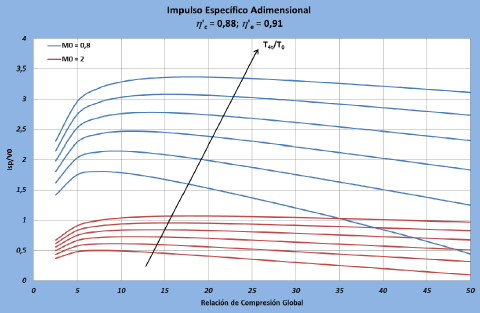 Impulso Específico Adimensional
η'c = 0,88; η'e = 0,91
M0 = 0,8
M0 = 2
T4t/T0
Isp/V0
4
3,5
3
2,5
2
1,5
1
0,5
0
0 5 10 15 20 25 30 35 40 45 50
Relación de Compresión Global